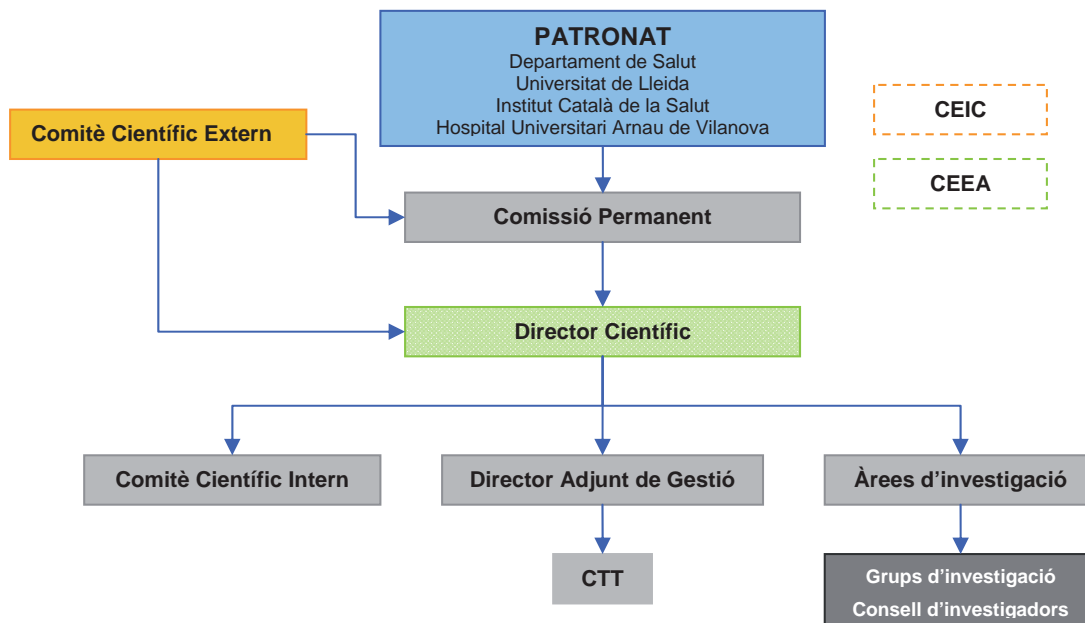 PATRONAT
Departament de Salut
Universitat de Lleida
Institut Català de la Salut
Hospital Universitari Arnau de Vilanova
CEIC
Comitè Científic Extern
CEEA
Comissió Permanent
Director Científic
Comitè Científic Intern
Director Adjunt de Gestió
Àrees d’investigació
CTT
Grups d’investigació
Consell d’investigadors